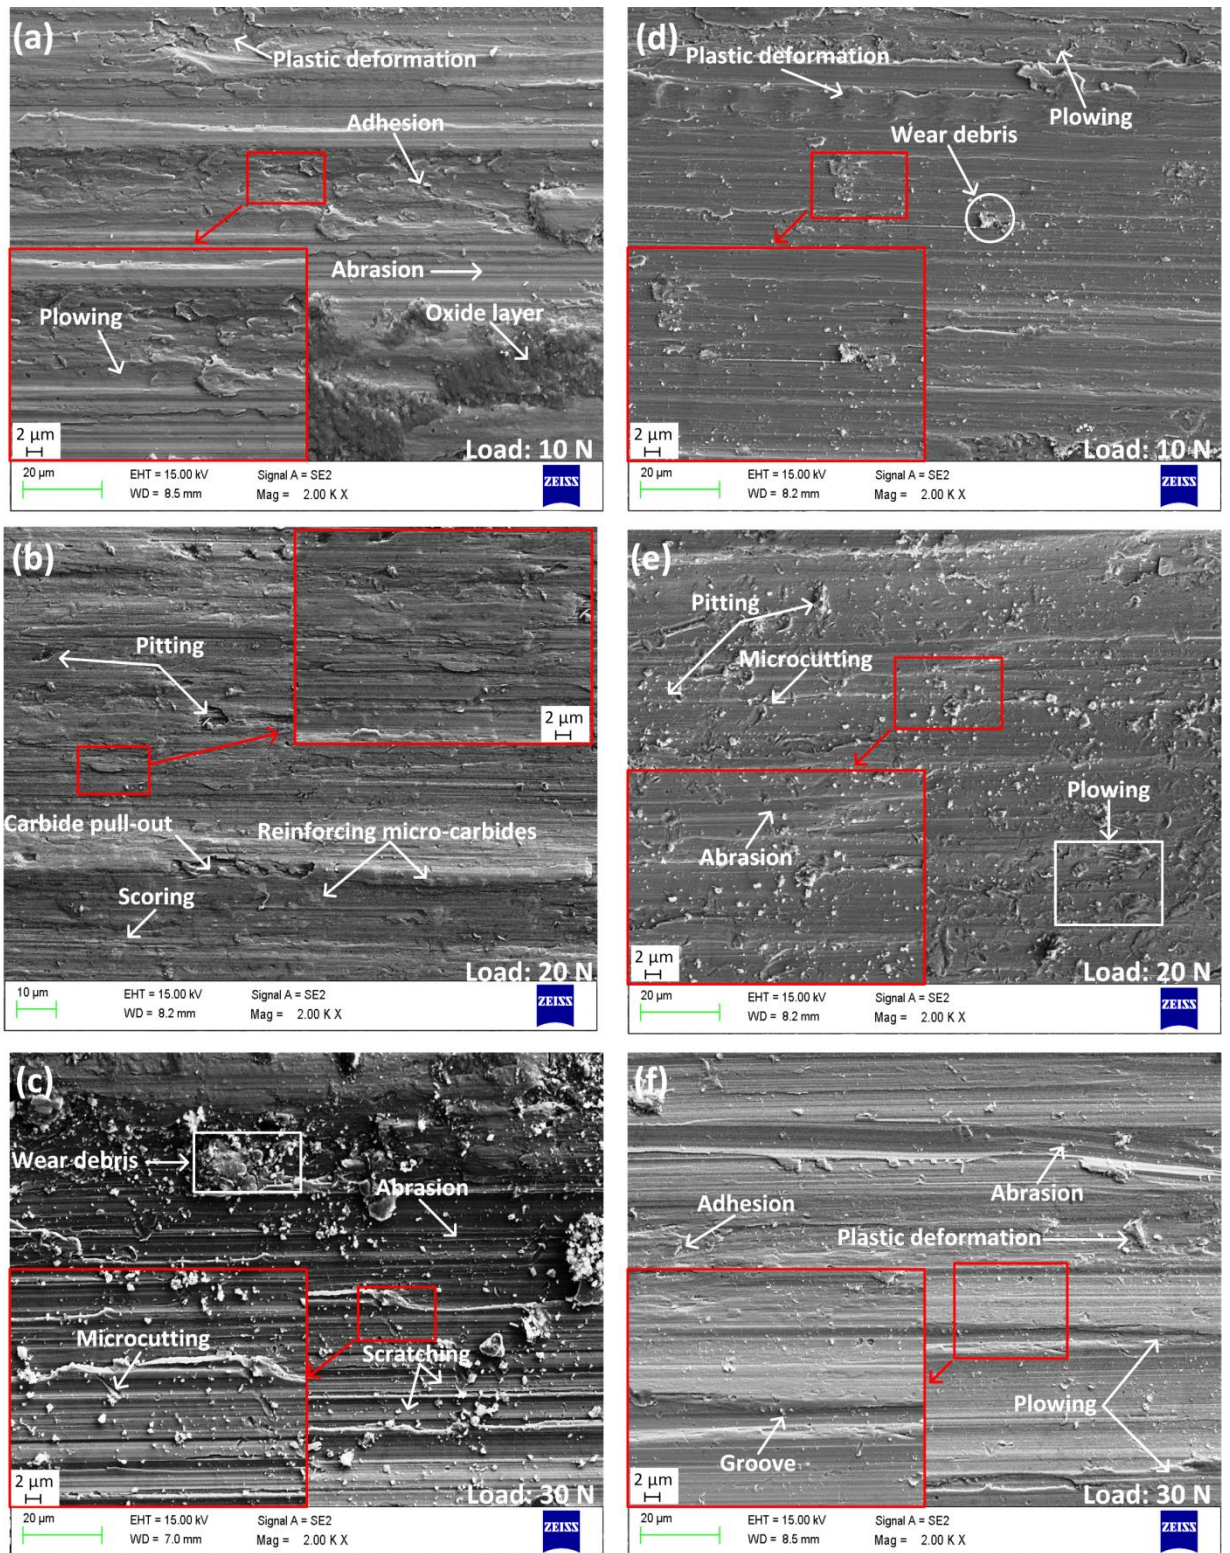 (a)
Plastic deformation
Adhesion
Abrasion
Plowing
Oxide layer
2 µm
Load: 10 N
20 µm
EHT = 15.00 kV
Signal A = SE2
WD = 8.5 mm
Mag = 2.00 K X
ZEISS
(d)
Plastic deformation
Plowing
Wear debris
2 µm
Load: 10 N
20 µm
EHT = 15.00 kV
Signal A = SE2
WD = 8.2 mm
Mag = 2.00 K X
ZEISS
(b)
Pitting
2 µm
Carbide pull-out
Reinforcing micro-carbides
Scoring
Load: 20 N
10 µm
EHT = 15.00 kV
Signal A = SE2
WD = 8.2 mm
Mag = 2.00 K X
ZEISS
(e)
Pitting
Microcutting
Plowing
Abrasion
2 µm
Load: 20 N
20 µm
EHT = 15.00 kV
Signal A = SE2
WD = 8.2 mm
Mag = 2.00 K X
ZEISS
(c)
Wear debris
Abrasion
Microcutting
Scratching
2 µm
Load: 30 N
20 µm
EHT = 15.00 kV
Signal A = SE2
WD = 7.0 mm
Mag = 2.00 K X
ZEISS
(f)
Abrasion
Adhesion
Plastic deformation
Plowing
Groove
2 µm
Load: 30 N
20 µm
EHT = 15.00 kV
Signal A = SE2
WD = 8.5 mm
Mag = 2.00 K X
ZEISS